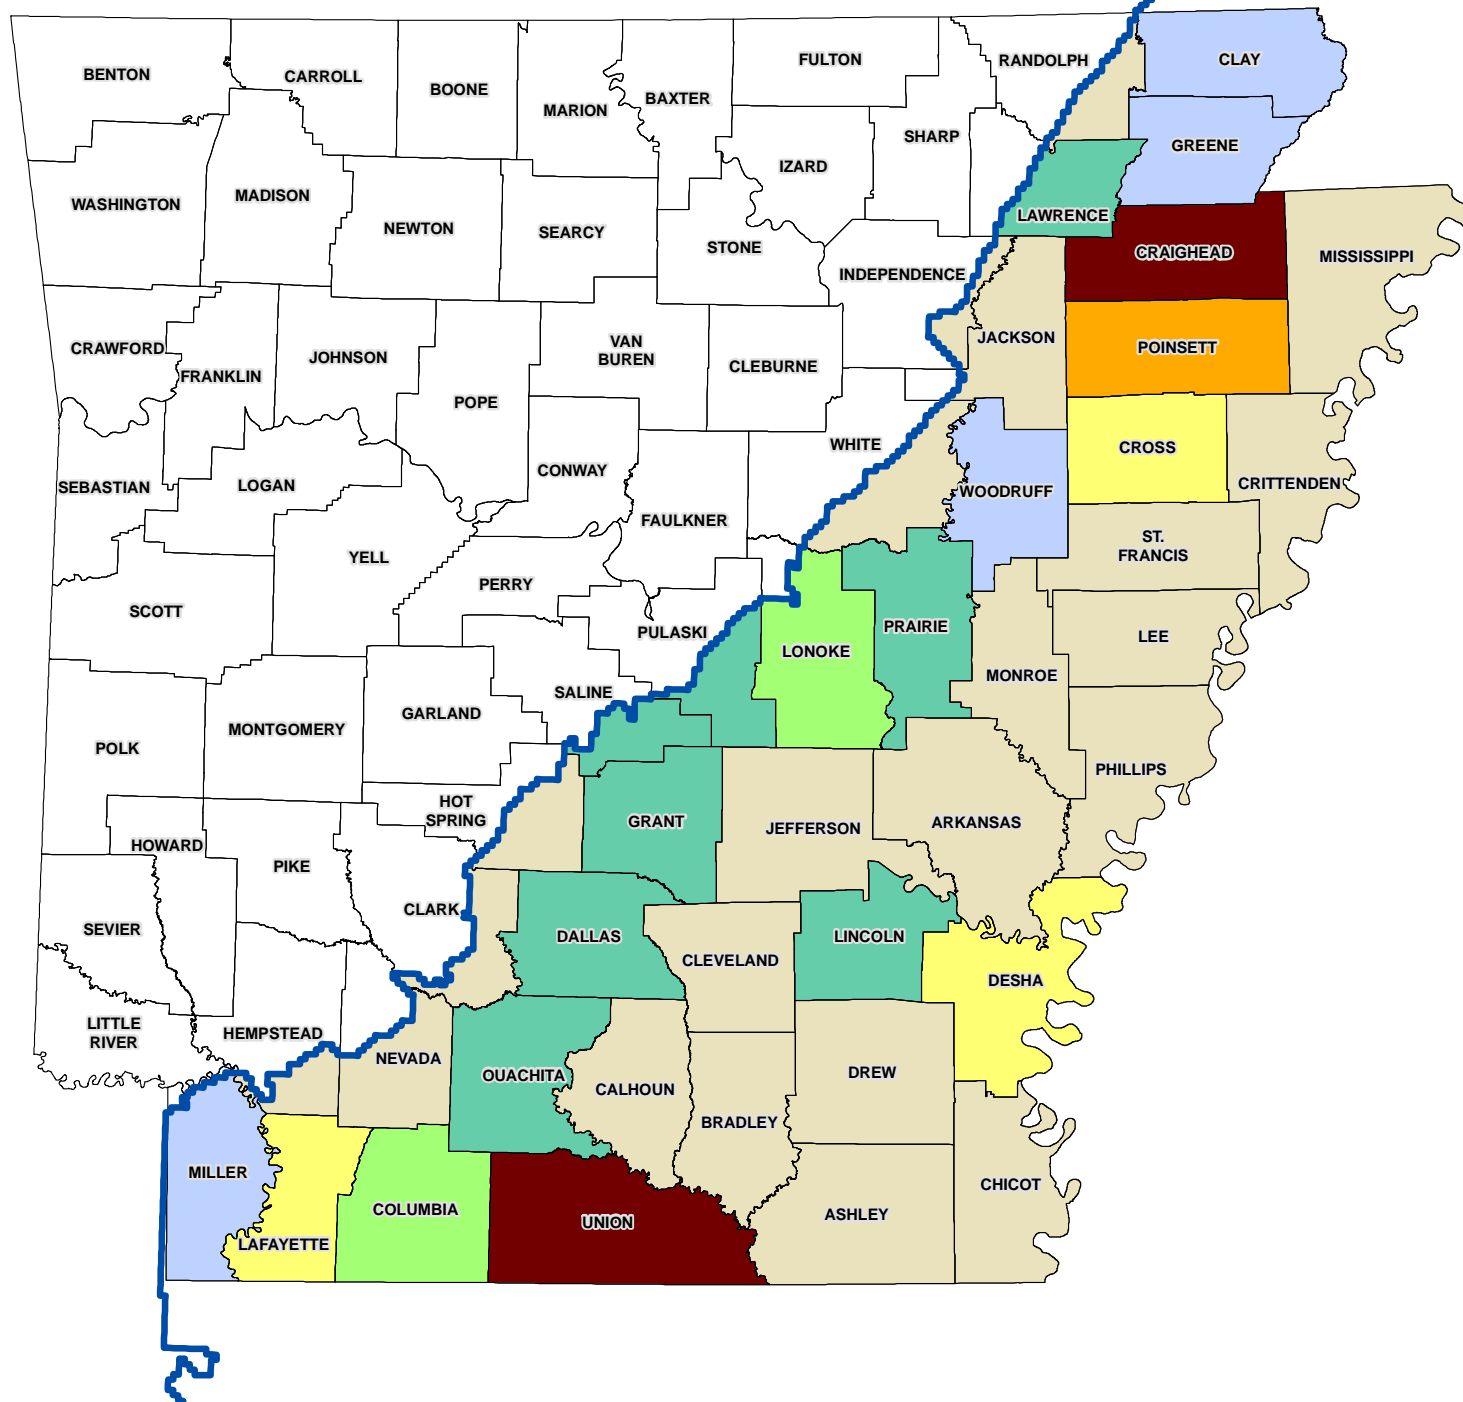 BENTON
CARROLL
BOONE
MARION
BAXTER
FULTON
RANDOLPH
CLAY
SHARP
IZARD
GREENE
WASHINGTON
MADISON
NEWTON
SEARCY
STONE
LAWRENCE
INDEPENDENCE
CRAIGHEAD
MISSISSIPPI
CRAWFORD
FRANKLIN
JOHNSON
POPE
VAN
BUREN
CLEBURNE
JACKSON
POINSETT
SEBASTIAN
LOGAN
CONWAY
FAULKNER
WHITE
WOODRUFF
CROSS
CRITTENDEN
ST.
FRANCIS
SCOTT
YELL
PERRY
PULASKI
LONOKE
PRAIRIE
MONROE
LEE
POLK
MONTGOMERY
GARLAND
SALINE
PHILLIPS
HOWARD
PIKE
HOT
SPRING
GRANT
JEFFERSON
ARKANSAS
SEVIER
CLARK
DALLAS
CLEVELAND
LINCOLN
DESHA
LITTLE
RIVER
HEMPSTEAD
NEVADA
OUACHITA
CALHOUN
BRADLEY
DREW
MILLER
LAFAYETTE
COLUMBIA
UNION
ASHLEY
CHICOT